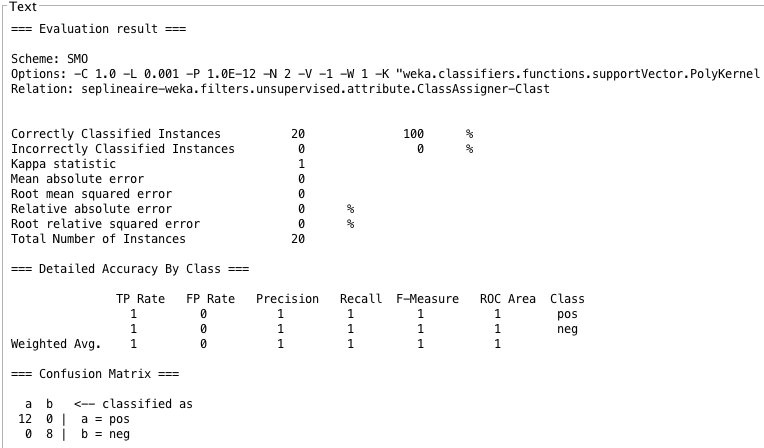 Text
=== Evaluation result ===
Scheme: SMO
Options: -C 1.0 -L 0.001 -P 1.0E-12 -N 2 -V -1 -W 1 -K "weka.classifiers.functions.supportVector.PolyKernel
Relation: seplineaire-weka.filters.unsupervised.attribute.ClassAssigner-Clast
Correctly Classified Instances 20 100 %
Incorrectly Classified Instances 0 0 %
Kappa statistic 1
Mean absolute error 0
Root mean squared error 0
Relative absolute error 0 %
Root relative squared error 0 %
Total Number of Instances 20
=== Detailed Accuracy By Class ===
TP Rate FP Rate Precision Recall F-Measure ROC Area Class
1 0 1 1 1 1 pos
1 0 1 1 1 1 neg
Weighted Avg. 1 0 1 1 1 1
=== Confusion Matrix ===
a b <-- classified as
12 0 | a = pos
0 8 | b = neg